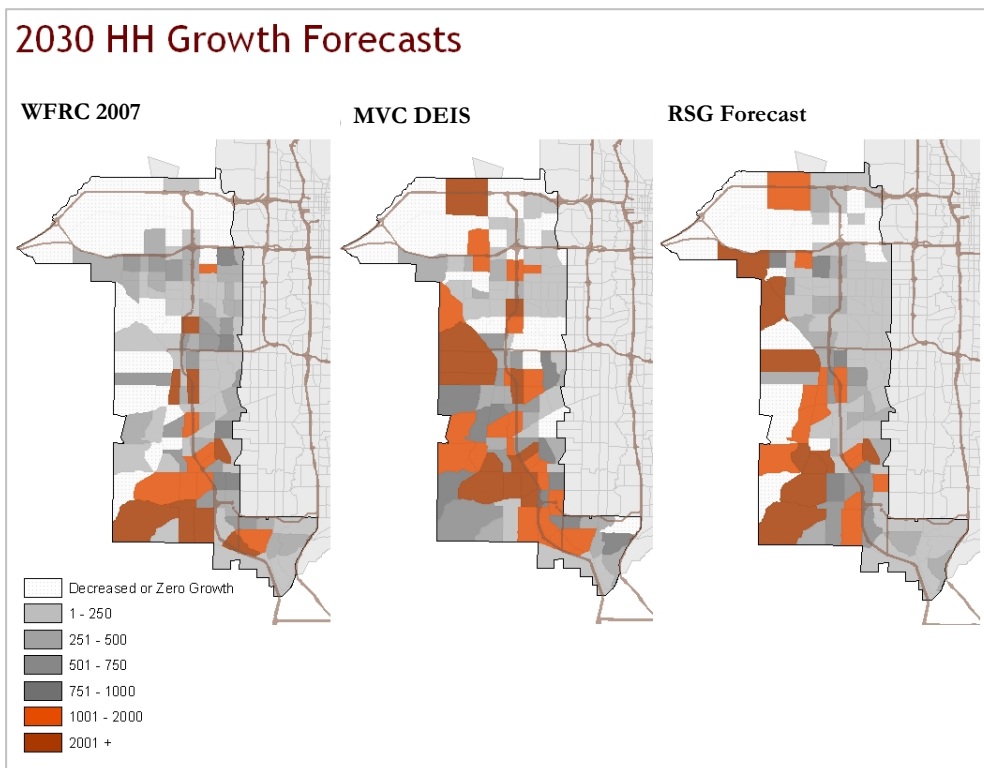 2030 HH Growth Forecasts
WFRC 2007
MVC DEIS
RSG Forecast
Decreased or Zero Growth
1 - 250
251 - 500
501 - 750
751 - 1000
1001 - 2000
2001 +